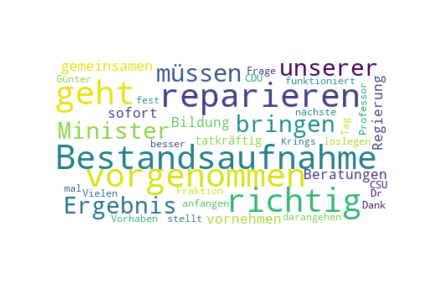 gemeinsamen müssen CDU Frage unserer
Günter geht reparieren funktioniert
fest sofort nächste Professor Regierung
Minister Bildung bringen Tag
tatkräftig besser Krings loslegen
Bestandsaufnahme
vorgenommen Beratungen
mal Vielen Fraktion richtig CSU
Ergebnis anfangen Dr
Vorhaben stellt vornehmen darangehen Dank